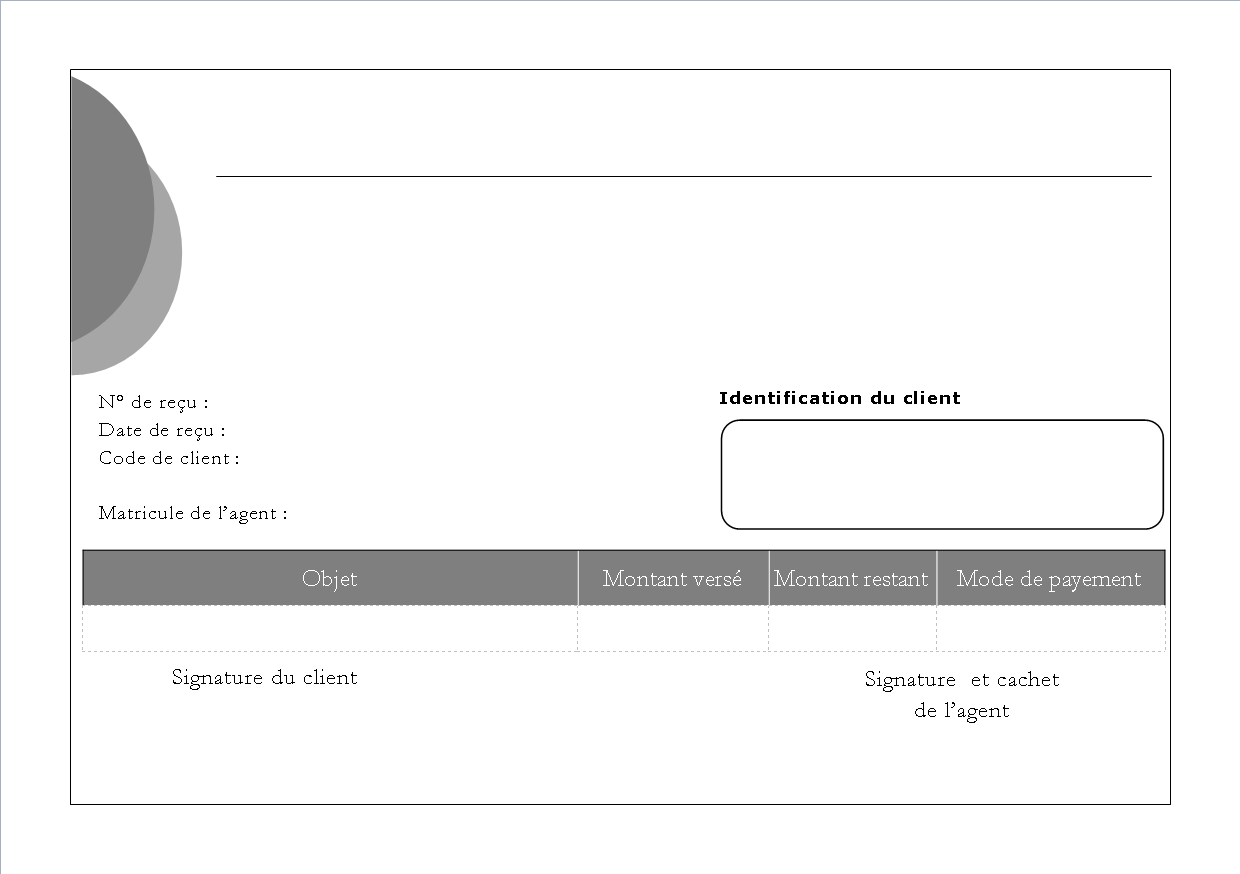 N° de reçu :
Date de reçu :
Code de client :
Matricule de l’agent :
Identification du client
Objet
Montant versé
Montant restant
Mode de payement
Signature du client
Signature  et cachet
de l’agent